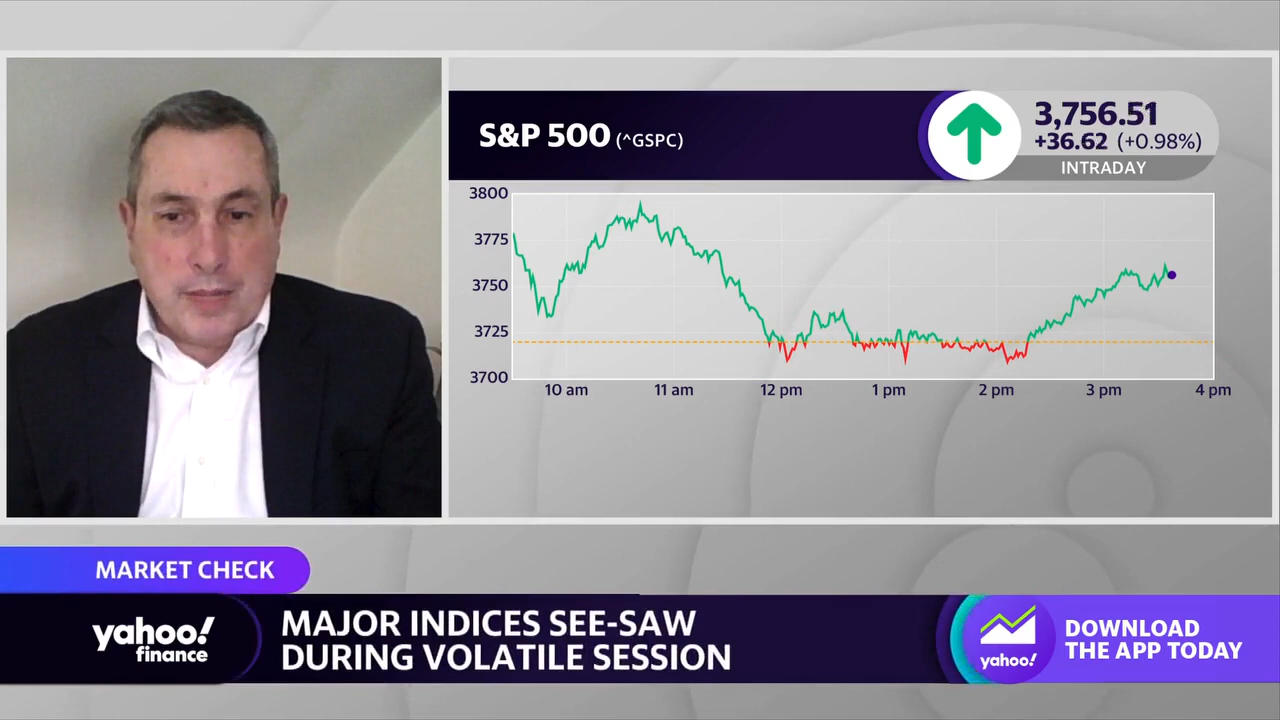 S&P 500 (^GSPC)
3,756.51
+36.62 (+0.98%)
INTRADAY
3800
3775
3750
3725
3700
10 am 11 am 12 pm 1 pm 2 pm 3 pm 4 pm
MARKET CHECK
yahoo!
finance
MAJOR INDICES SEE-SAW
DURING VOLATILE SESSION
yahoo!
DOWNLOAD
THE APP TODAY